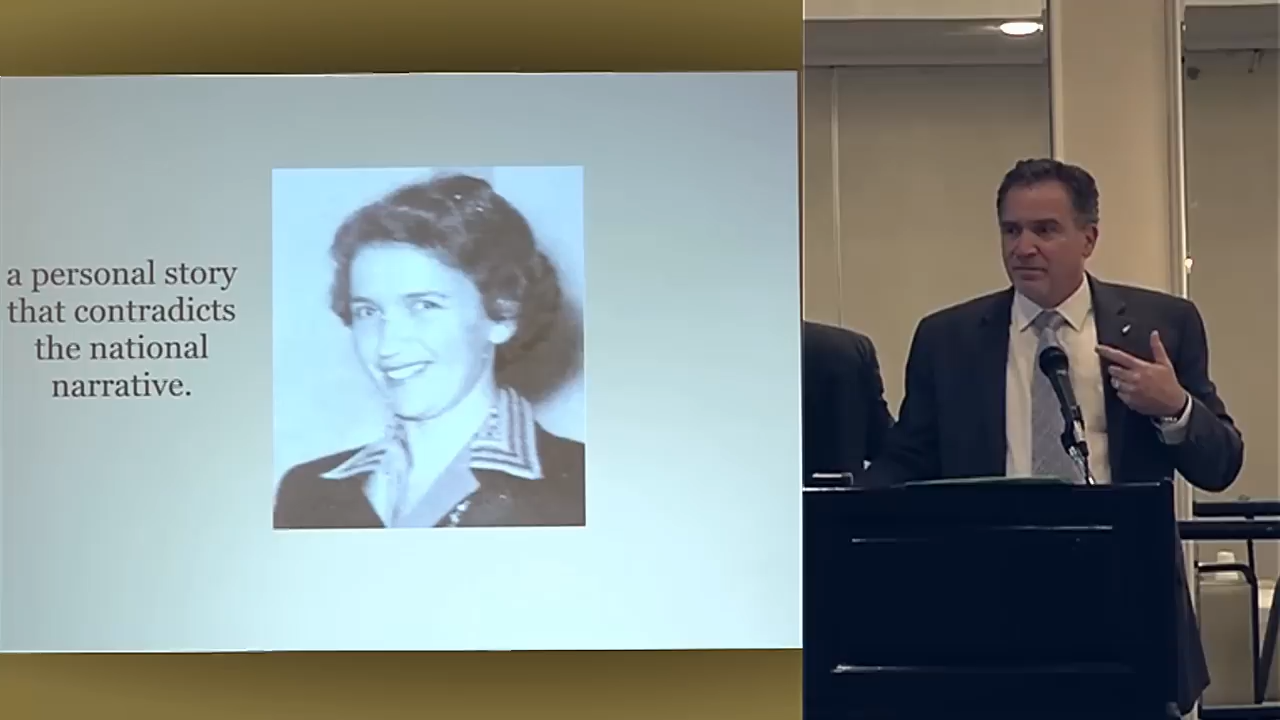 a personal story
that contradicts
the national
narrative.